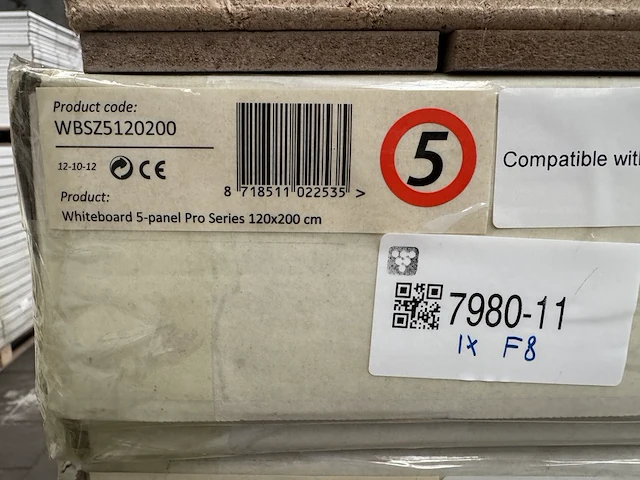 Product code:
WBSZ5120200
12-10-12 CE
8 718511 022535 >
Product:
Whiteboard 5-panel Pro Series 120x200 cm
5
Compatible with
7980-11
1x F8